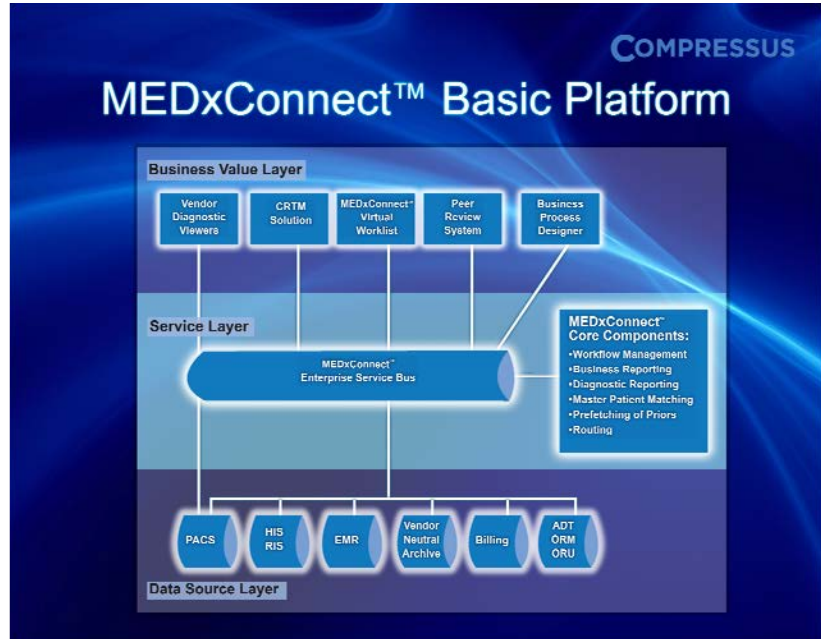 COMPRESSUS
MEDxConnect™ Basic Platform
Business Value Layer
Vendor
Diagnostic
Viewers
CRTM
Solution
MEDxConnect™
Virtual
Worklist
Peer
Review
System
Business
Process
Designer
Service Layer
MEDxConnect™
Enterprise Service Bus
MEDxConnect™
Core Components:
•Workflow Management
•Business Reporting
•Diagnostic Reporting
•Master Patient Matching
•Prefetching of Priors
•Routing
PACS
HIS
RIS
EMR
Vendor
Neutral
Archive
Billing
ADT
ORM
ORU
Data Source Layer